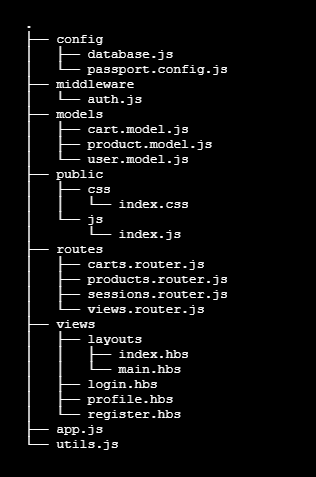 .
├── config
│   ├── database.js
│   └── passport.config.js
├── middleware
│   └── auth.js
├── models
│   ├── cart.model.js
│   ├── product.model.js
│   └── user.model.js
├── public
│   ├── css
│   │   └── index.css
│   └── js
│       └── index.js
├── routes
│   ├── carts.router.js
│   ├── products.router.js
│   ├── sessions.router.js
│   └── views.router.js
├── views
│   ├── layouts
│   │   ├── index.hbs
│   │   └── main.hbs
│   ├── login.hbs
│   ├── profile.hbs
│   └── register.hbs
├── app.js
└── utils.js